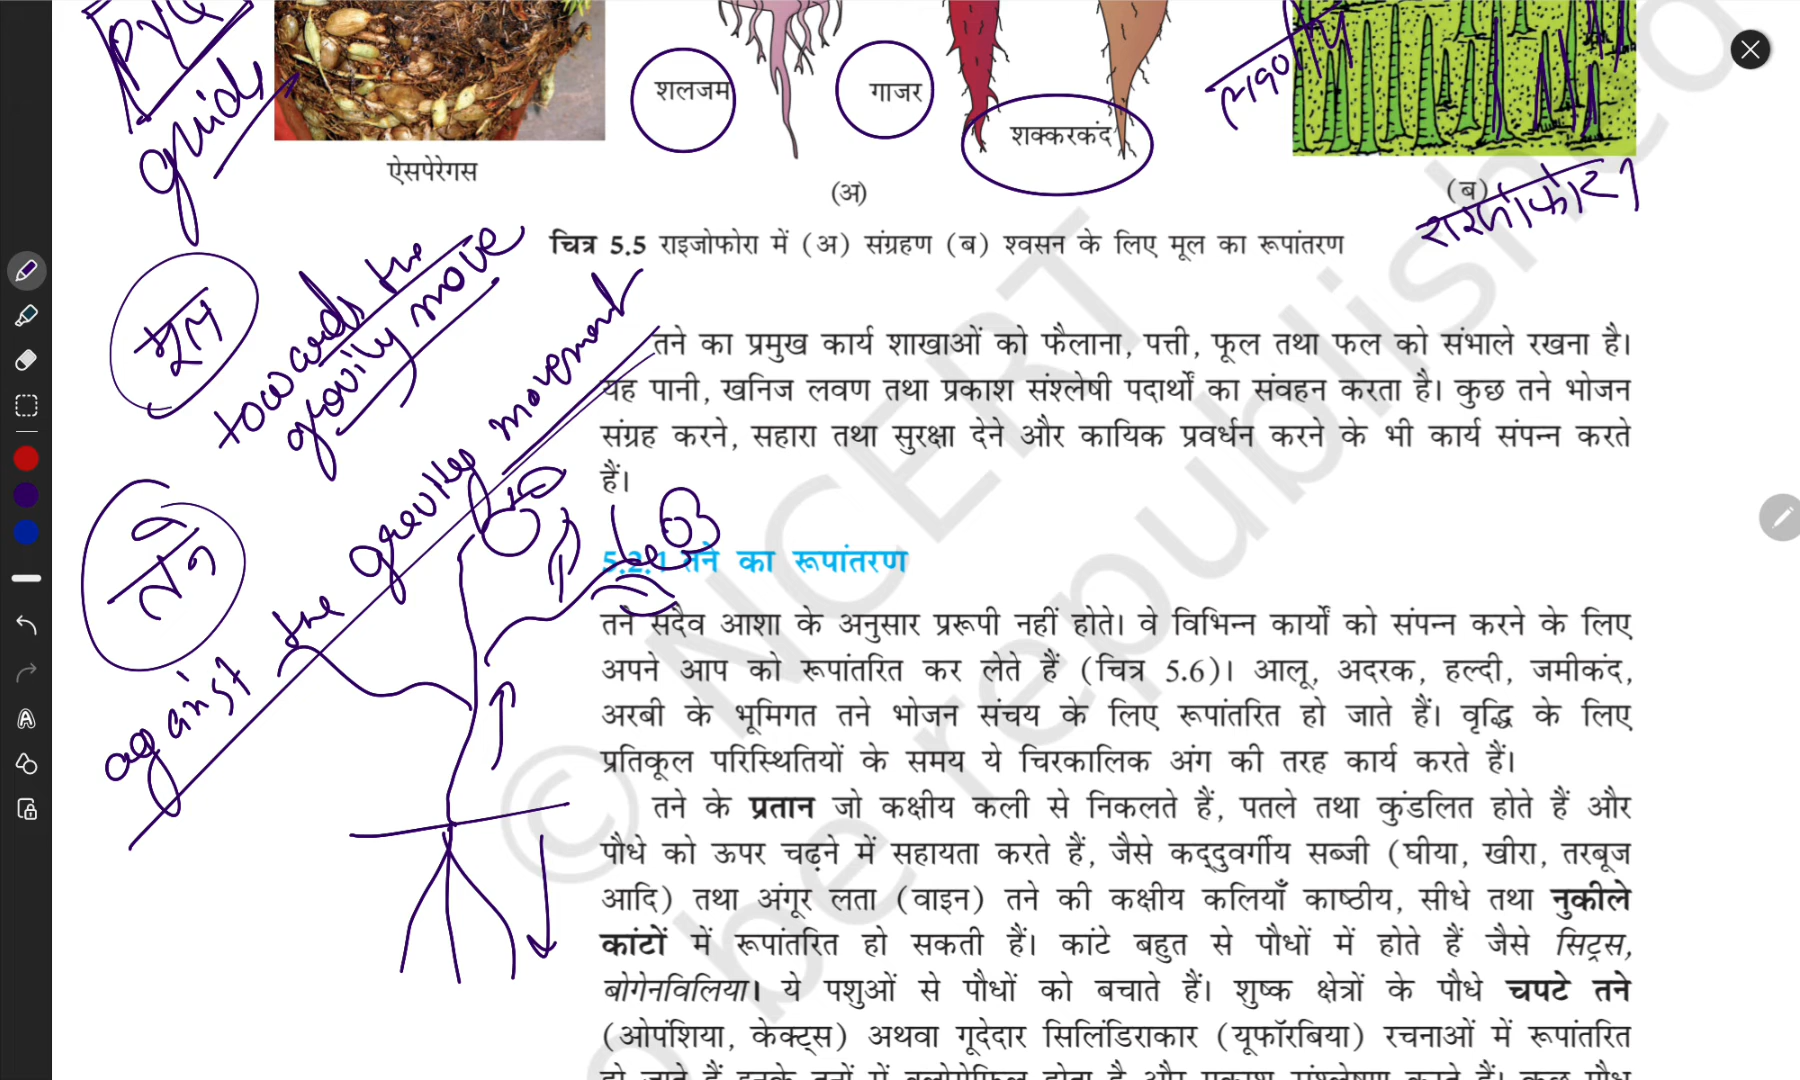 PYQ
guide
शलजम
गाजर
शक्करकंद
ऐसपेरेगस
(अ)
(ब)
चित्र 5.5 राइजोफोरा में (अ) संग्रहण (ब) श्वसन के लिए मूल का रूपांतरण
मूल
towards the
gravity move
तने का प्रमुख कार्य शाखाओं को फैलाना, पत्ती, फूल तथा फल को संभाले रखना है।
यह पानी, खनिज लवण तथा प्रकाश संश्लेषी पदार्थों का संवहन करता है। कुछ तने भोजन
संग्रह करने, सहारा तथा सुरक्षा देने और कायिक प्रवर्धन करने के भी कार्य संपन्न करते
हैं।
तना
against the gravity movement
5.2.1 तने का रूपांतरण
तने सदैव आशा के अनुसार प्ररूपी नहीं होते। वे विभिन्न कार्यों को संपन्न करने के लिए
अपने आप को रूपांतरित कर लेते हैं (चित्र 5.6)। आलू, अदरक, हल्दी, जमीकंद,
अरबी के भूमिगत तने भोजन संचय के लिए रूपांतरित हो जाते हैं। वृद्धि के लिए
प्रतिकूल परिस्थितियों के समय ये चिरकालिक अंग की तरह कार्य करते हैं।
तने के प्रतान जो कक्षीय कली से निकलते हैं, पतले तथा कुंडलित होते हैं और
पौधे को ऊपर चढ़ने में सहायता करते हैं, जैसे कद्दुवर्गीय सब्जी (घीया, खीरा, तरबूज
आदि) तथा अंगूर लता (वाइन) तने की कक्षीय कलियाँ काष्ठीय, सीधे तथा नुकीले
कांटों में रूपांतरित हो सकती हैं। कांटे बहुत से पौधों में होते हैं जैसे सिट्रस,
बोगेनविलिया। ये पशुओं से पौधों को बचाते हैं। शुष्क क्षेत्रों के पौधे चपटे तने
(ओपंशिया, केक्ट्स) अथवा गूदेदार सिलिंडिराकार (यूफॉरबिया) रचनाओं में रूपांतरित
© NCERT
be republished